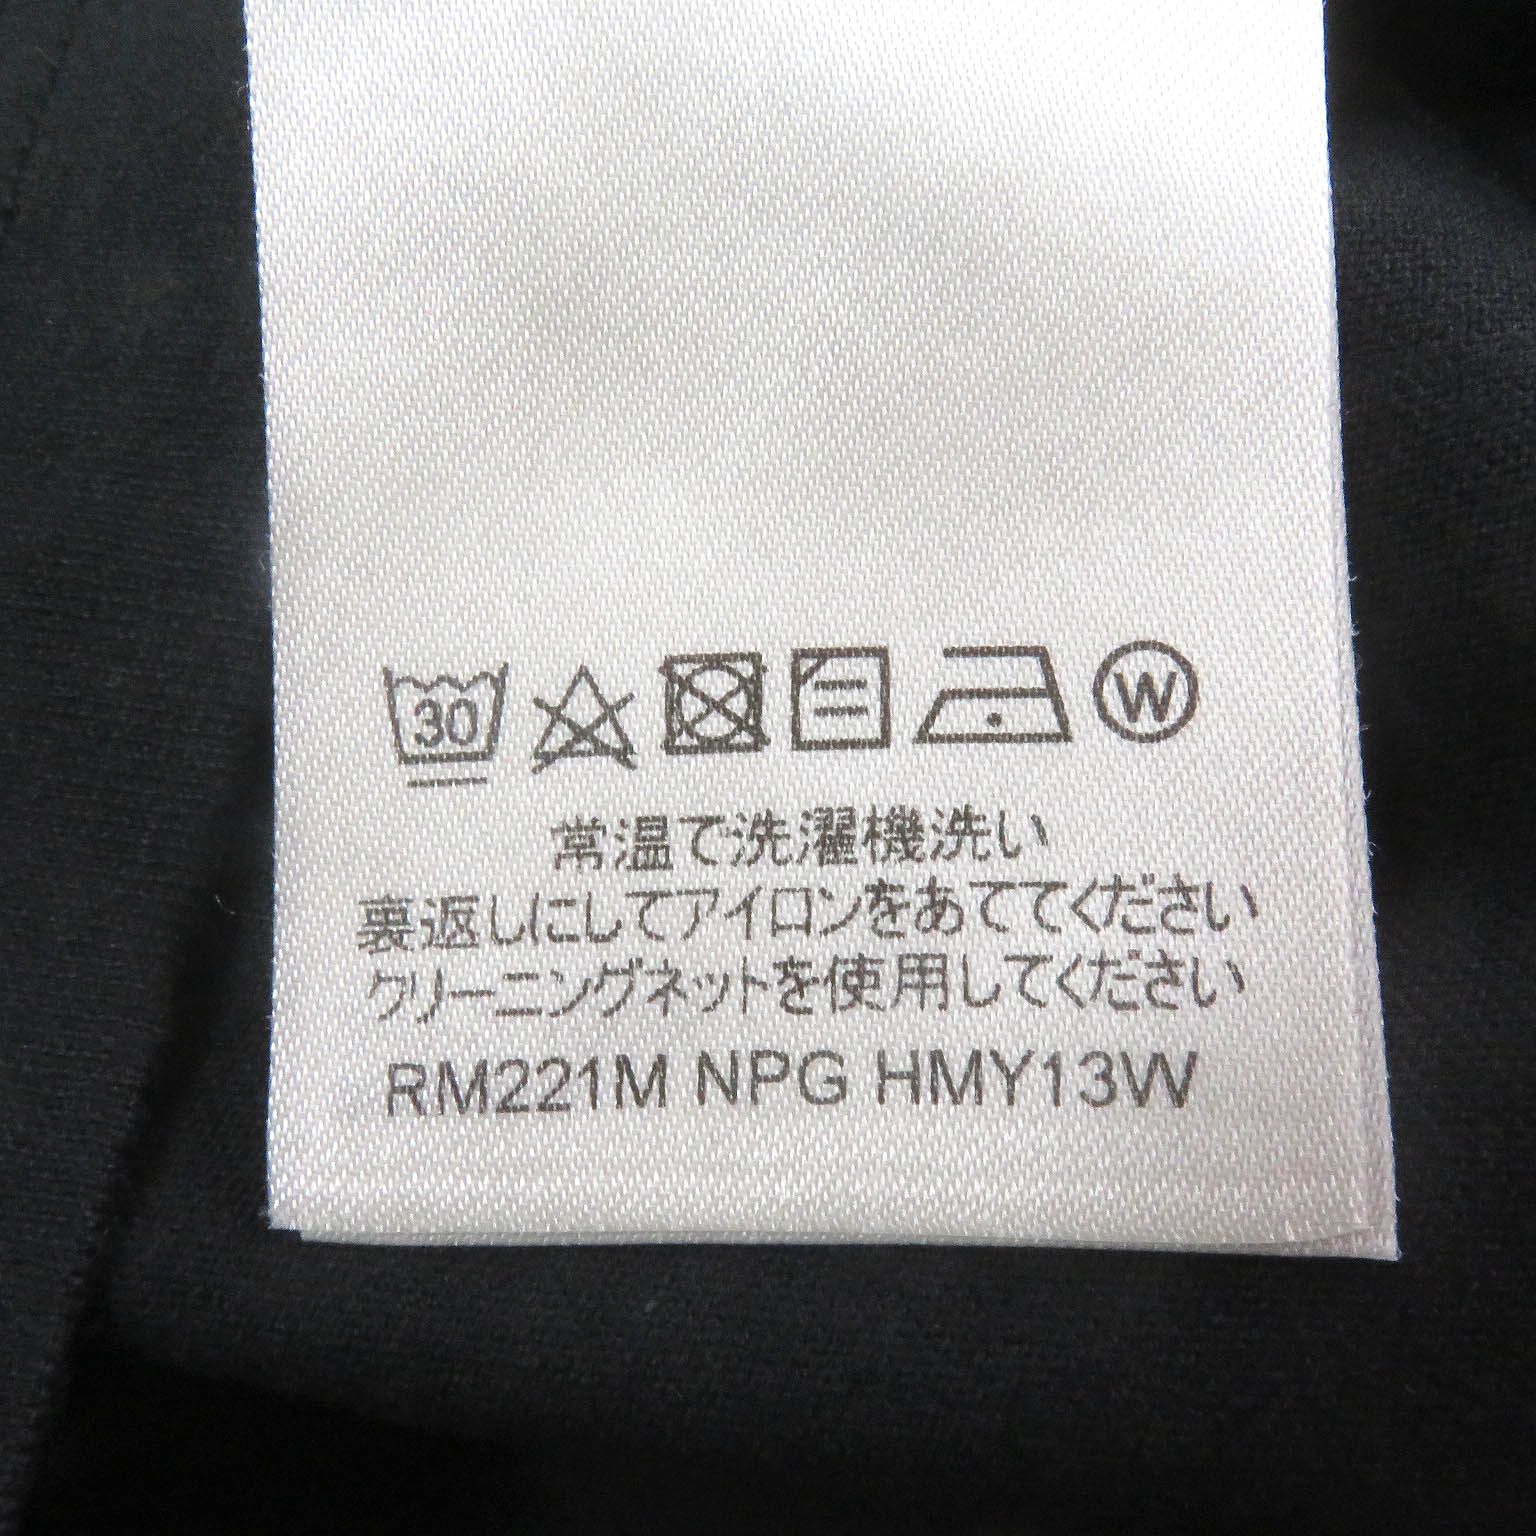 30 W
常温で洗濯機洗い
裏返しにしてアイロンをあててください
クリーニングネットを使用してください
RM221M NPG HMY13W